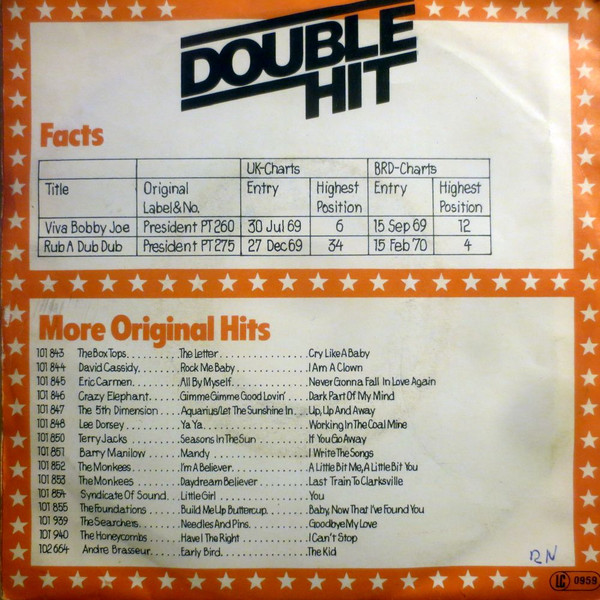 DOUBLE
HIT
Facts
UK-Charts BRD-Charts
Title Original Label & No. Entry Highest Position Entry Highest Position
Viva Bobby Joe President PT 260 30 Jul 69 6 15 Sep 69 12
Rub A Dub Dub President PT 275 27 Dec 69 34 15 Feb 70 4
More Original Hits
101 843 The Box Tops.........The Letter..............Cry Like A Baby
101 844 David Cassidy.......Rock Me Baby............I Am A Clown
101 845 Eric Carmen.........All By Myself...........Never Gonna Fall In Love Again
101 846 Crazy Elephant......Gimme Gimme Good Lovin'...Dark Part Of My Mind
101 847 The 5th Dimension...Aquarius/Let The Sunshine In...Up, Up And Away
101 848 Lee Dorsey..........Ya Ya...................Working In The Coal Mine
101 850 Terry Jacks.........Seasons In The Sun......If You Go Away
101 851 Barry Manilow.......Mandy...................I Write The Songs
101 852 The Monkees.........I'm A Believer..........A Little Bit Me, A Little Bit You
101 853 The Monkees.........Daydream Believer.......Last Train To Clarksville
101 854 Syndicate Of Sound..Little Girl.............You
101 855 The Foundations.....Build Me Up Buttercup...Baby, Now That I've Found You
101 939 The Searchers.......Needles And Pins........Goodbye My Love
101 940 The Honeycombs......Have I The Right........I Can't Stop
102 664 Andre Brasseur......Early Bird..............The Kid
RN
LC 0959